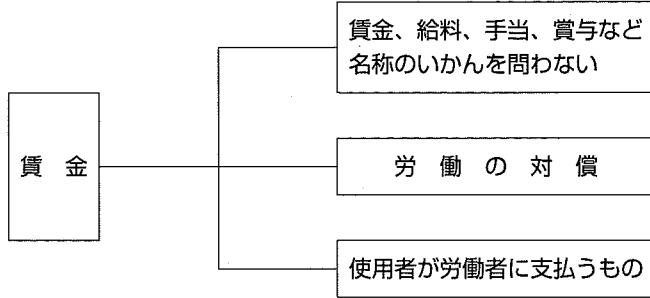 賃金、給料、手当、賞与など
名称のいかんを問わない
賃　金
労　働　の　対　償
使用者が労働者に支払うもの